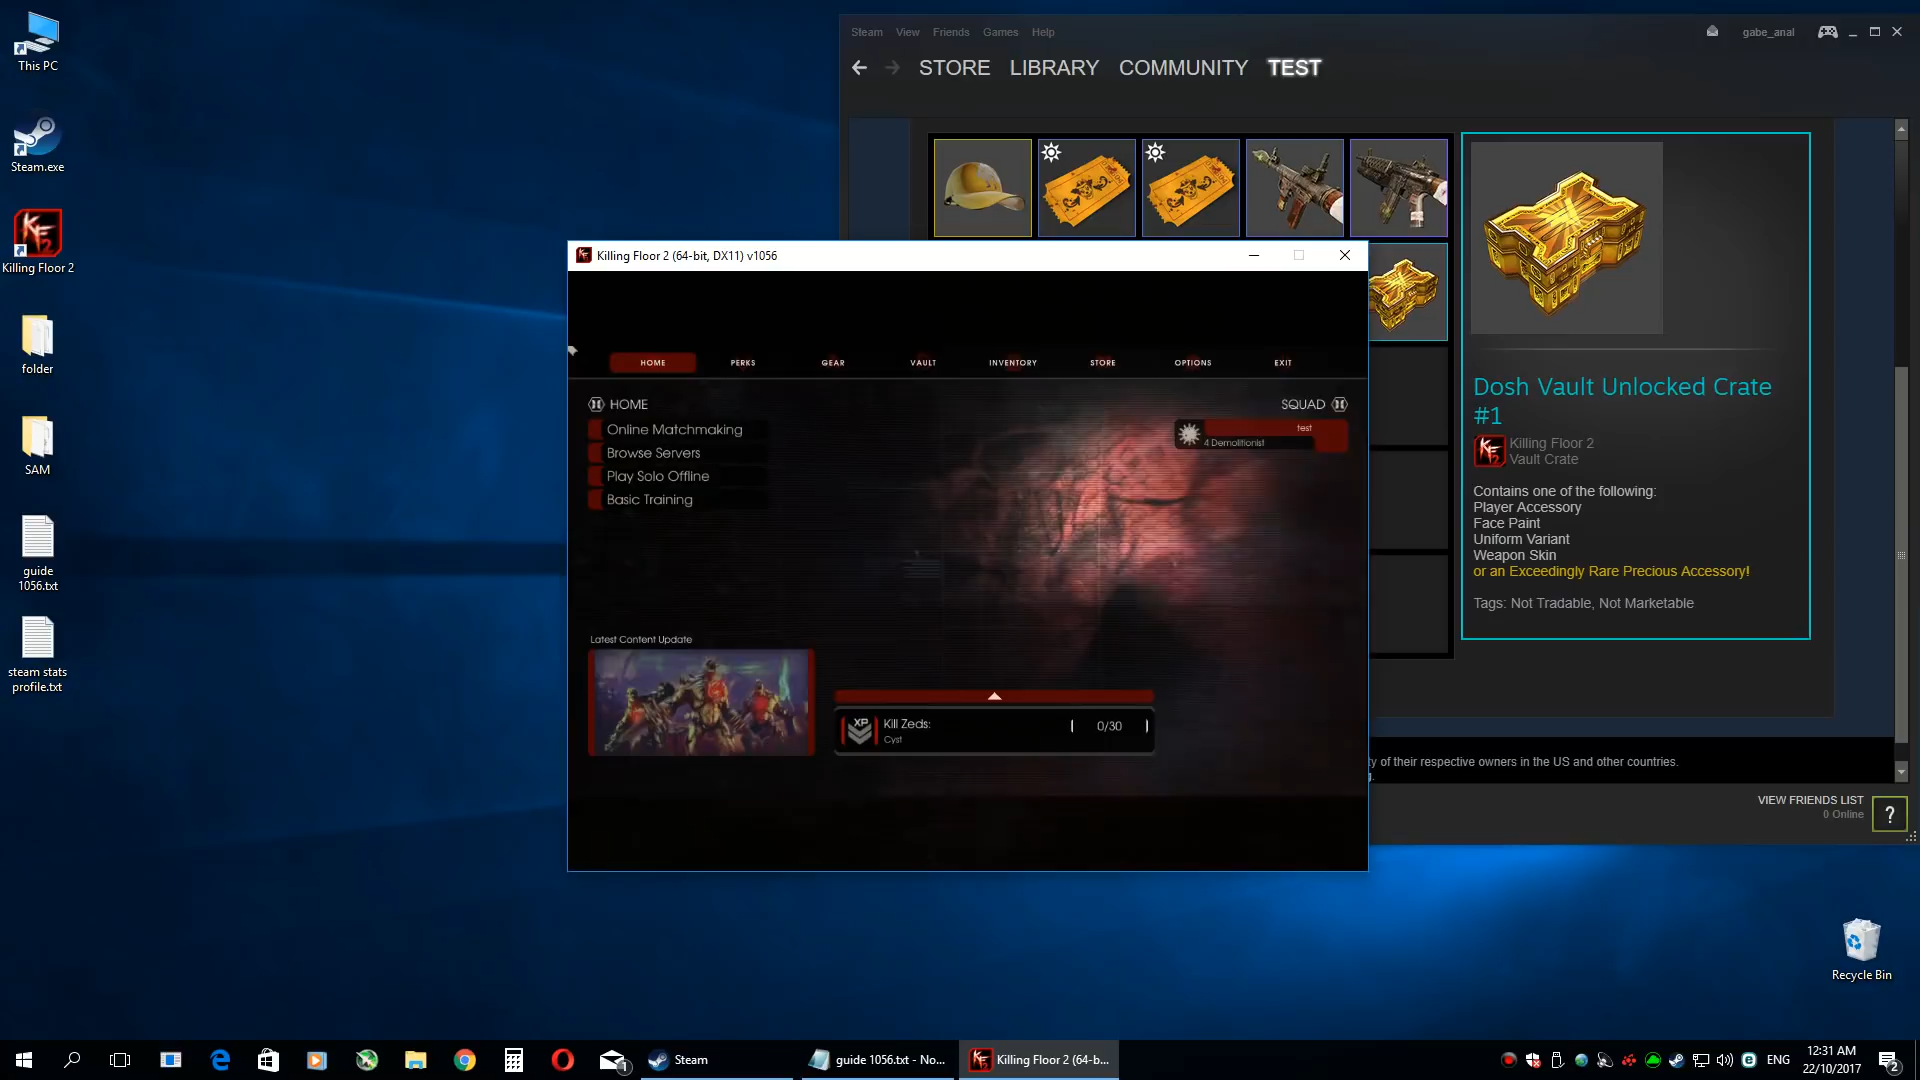 This PC
Steam.exe
Killing Floor 2
folder
SAM
guide
1056.txt
steam stats
profile.txt
Steam View Friends Games Help
gabe_anal
STORE LIBRARY COMMUNITY TEST
Dosh Vault Unlocked Crate
#1
Killing Floor 2
Vault Crate
Contains one of the following:
Player Accessory
Face Paint
Uniform Variant
Weapon Skin
or an Exceedingly Rare Precious Accessory!
Tags: Not Tradable, Not Marketable
y of their respective owners in the US and other countries.
VIEW FRIENDS LIST
0 Online
?
Killing Floor 2 (64-bit, DX11) v1056
HOME PERKS GEAR VAULT INVENTORY STORE OPTIONS EXIT
HOME
Online Matchmaking
Browse Servers
Play Solo Offline
Basic Training
SQUAD
test
4 Demolitionist
Latest Content Update
XP
Kill Zeds:
Cyst
0/30
Recycle Bin
1
Steam
guide 1056.txt - No...
Killing Floor 2 (64-b...
ENG
12:31 AM
22/10/2017
2